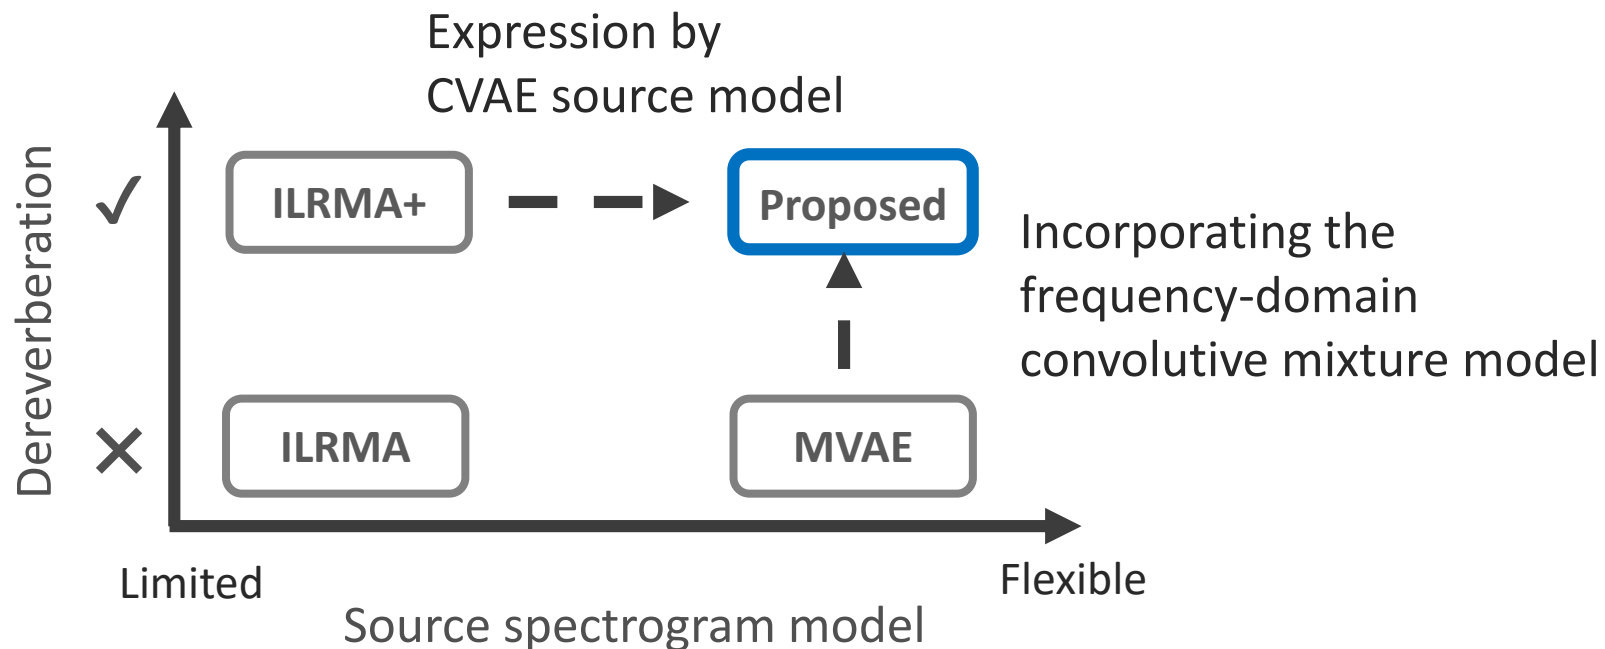 Expression by
CVAE source model
Dereverberation
✓
ILRMA+
Proposed
Incorporating the
frequency-domain
convolutive mixture model
✕
ILRMA
MVAE
Limited
Flexible
Source spectrogram model